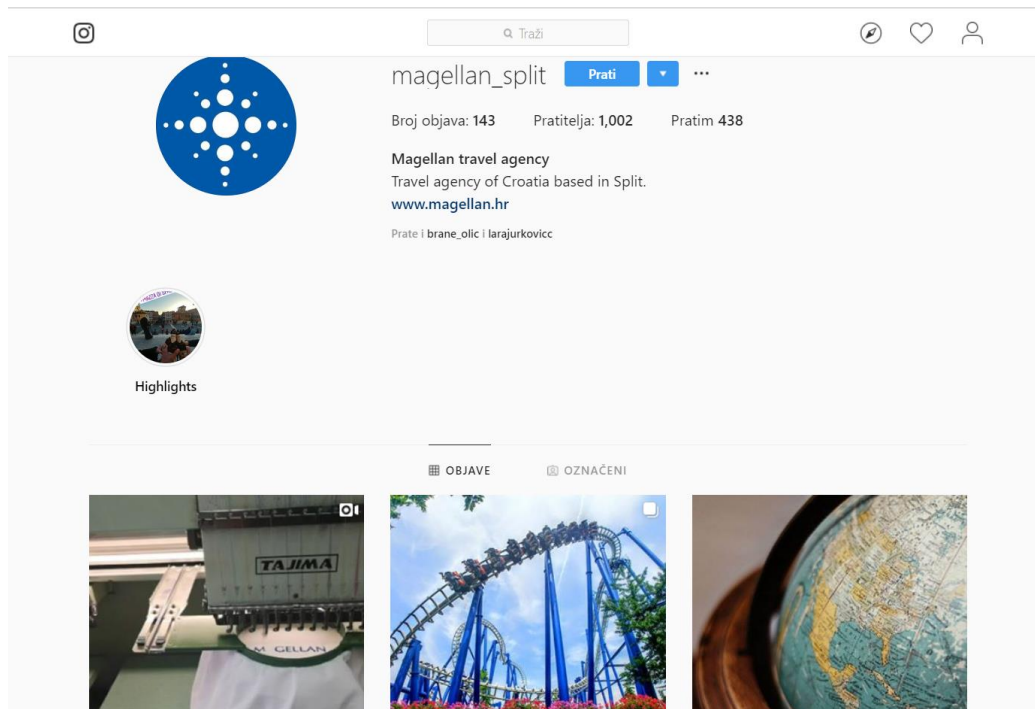 Traži
magellan_split Prati
Broj objava: 143 Pratitelja: 1,002 Pratim 438
Magellan travel agency
Travel agency of Croatia based in Split.
www.magellan.hr
Prate i brane_olic i larajurkovicc
Highlights
OBJAVE OZNAČENI
TAJIMA
M GELLAN